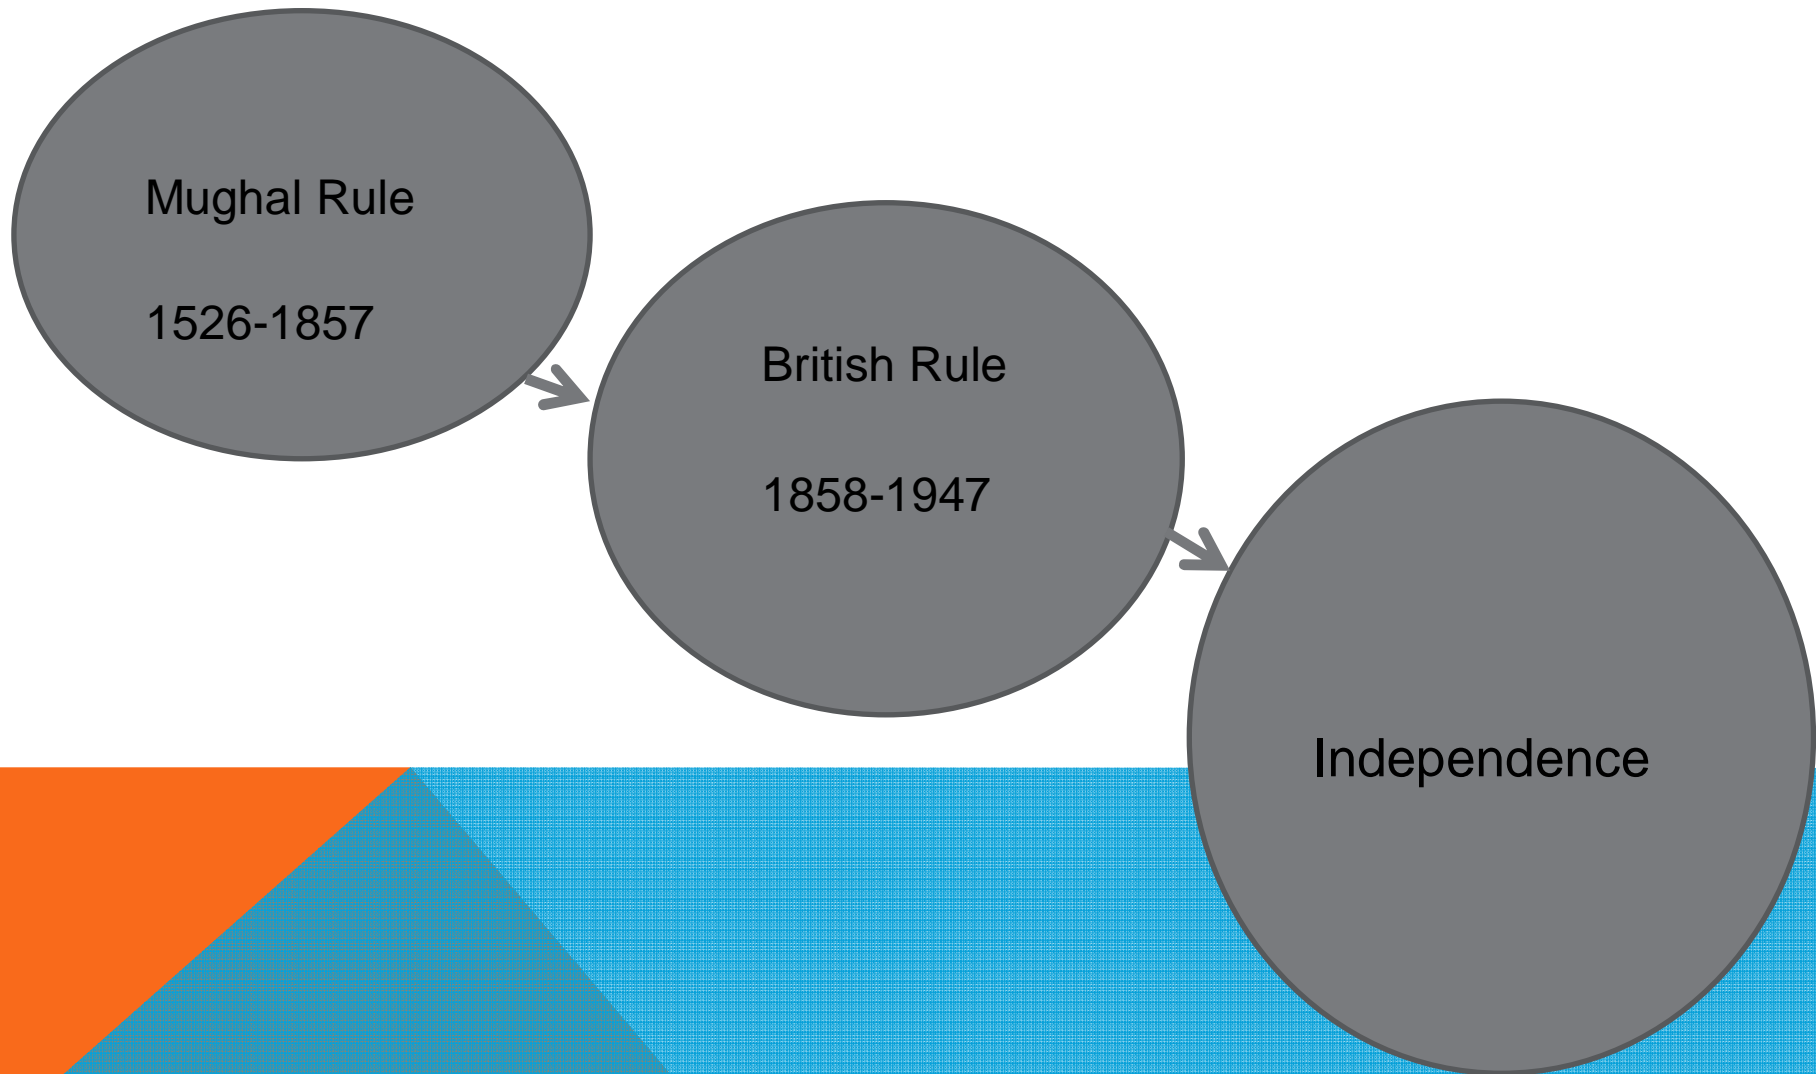 Mughal Rule
1526-1857
British Rule
1858-1947
Independence